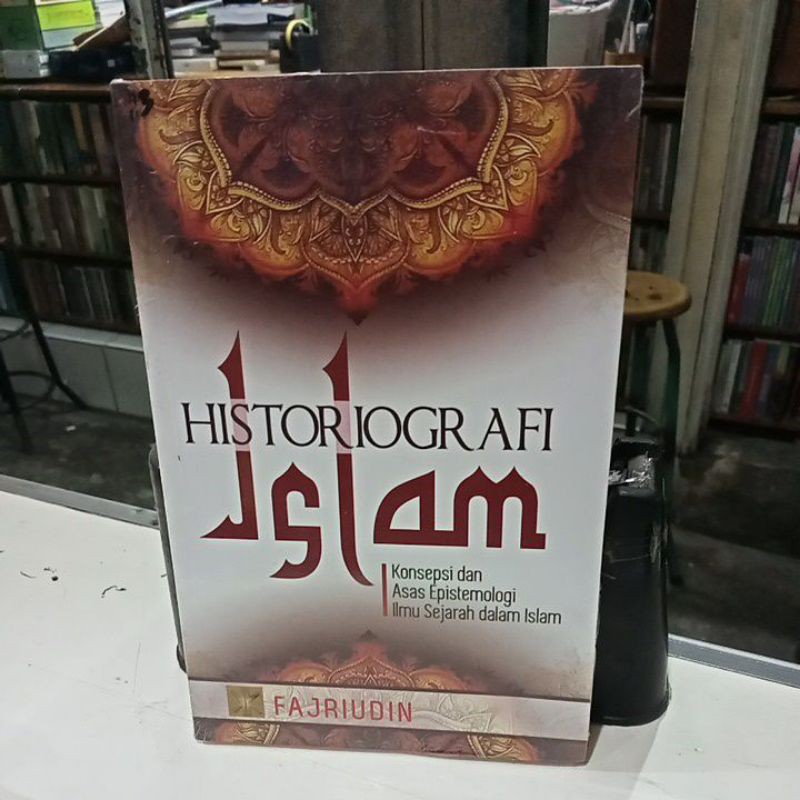 HISTORIOGRAFI
Islam
Konsepsi dan
Asas Epistemologi
Ilmu Sejarah dalam Islam
FAJRIUDIN